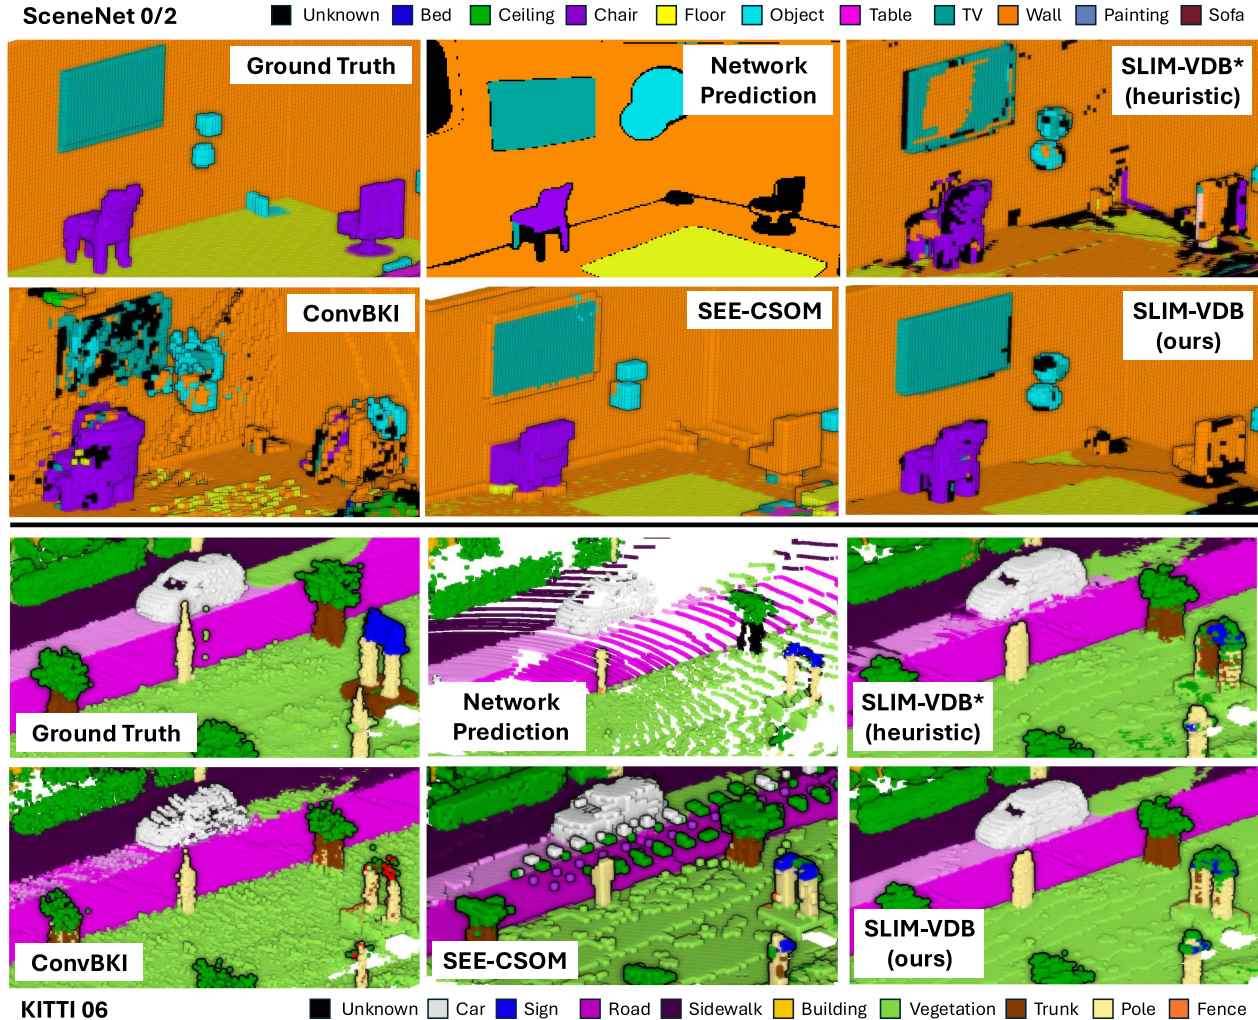 SceneNet 0/2
Unknown Bed Ceiling Chair Floor Object Table TV Wall Painting Sofa
Ground Truth
Network
Prediction
SLIM-VDB*
(heuristic)
ConvBKI
SEE-CSOM
SLIM-VDB
(ours)
Ground Truth
Network
Prediction
SLIM-VDB*
(heuristic)
ConvBKI
SEE-CSOM
SLIM-VDB
(ours)
KITTI 06
Unknown Car Sign Road Sidewalk Building Vegetation Trunk Pole Fence